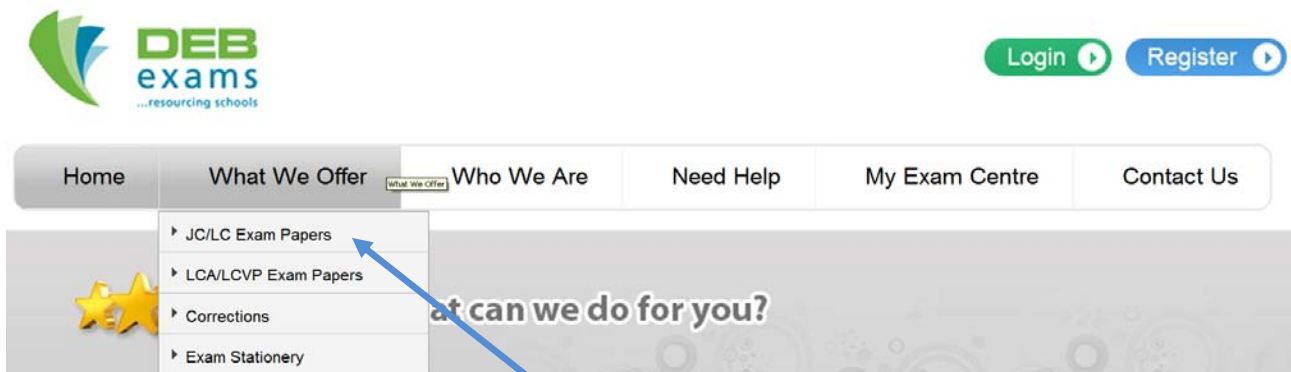 DEB
exams
...resourcing schools
Login
Register
Home
What We Offer
What We Offer
Who We Are
Need Help
My Exam Centre
Contact Us
JC/LC Exam Papers
LCA/LCVP Exam Papers
Corrections
Exam Stationery
at can we do for you?